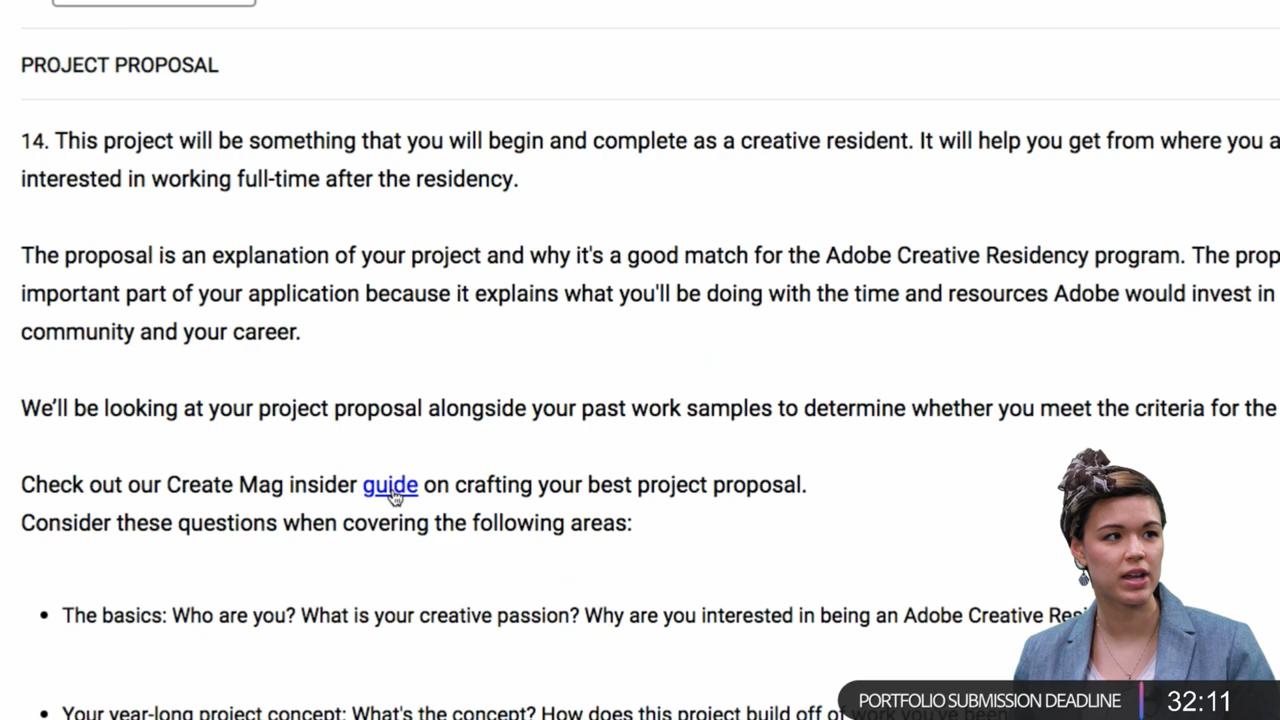 PROJECT PROPOSAL
14. This project will be something that you will begin and complete as a creative resident. It will help you get from where you a
interested in working full-time after the residency.
The proposal is an explanation of your project and why it's a good match for the Adobe Creative Residency program. The prop
important part of your application because it explains what you'll be doing with the time and resources Adobe would invest in
community and your career.
We’ll be looking at your project proposal alongside your past work samples to determine whether you meet the criteria for the
Check out our Create Mag insider guide on crafting your best project proposal.
Consider these questions when covering the following areas:
• The basics: Who are you? What is your creative passion? Why are you interested in being an Adobe Creative Resi
• Your year-long project concept: What's the concept? How does this project build off of work you've been
PORTFOLIO SUBMISSION DEADLINE 32:11